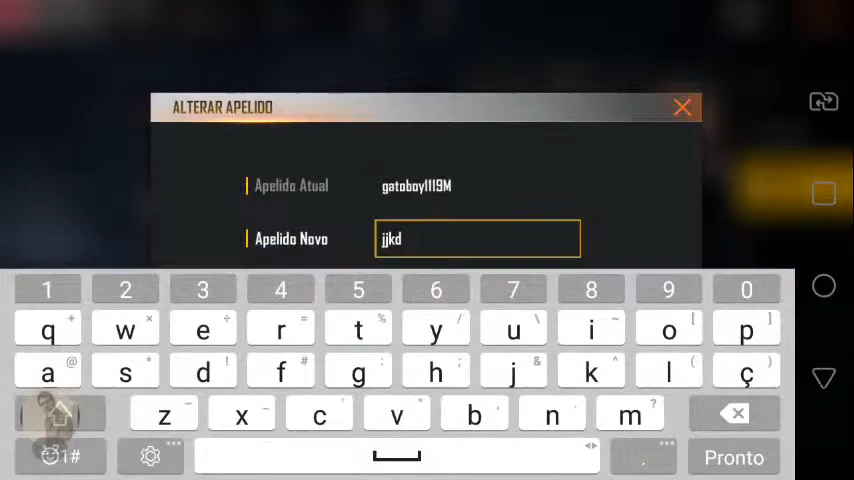 ALTERAR APELIDO
Apelido Atual gatoboy1119M
Apelido Novo jjkd
1 2 3 4 5 6 7 8 9 0
q + w × e ÷ r = t % y / u \ i ~ o [ p ]
a @ s * d ! f # g : h ; j & k ^ l ( ç )
z - x _ c ' v " b , n . m ?
1# . Pronto